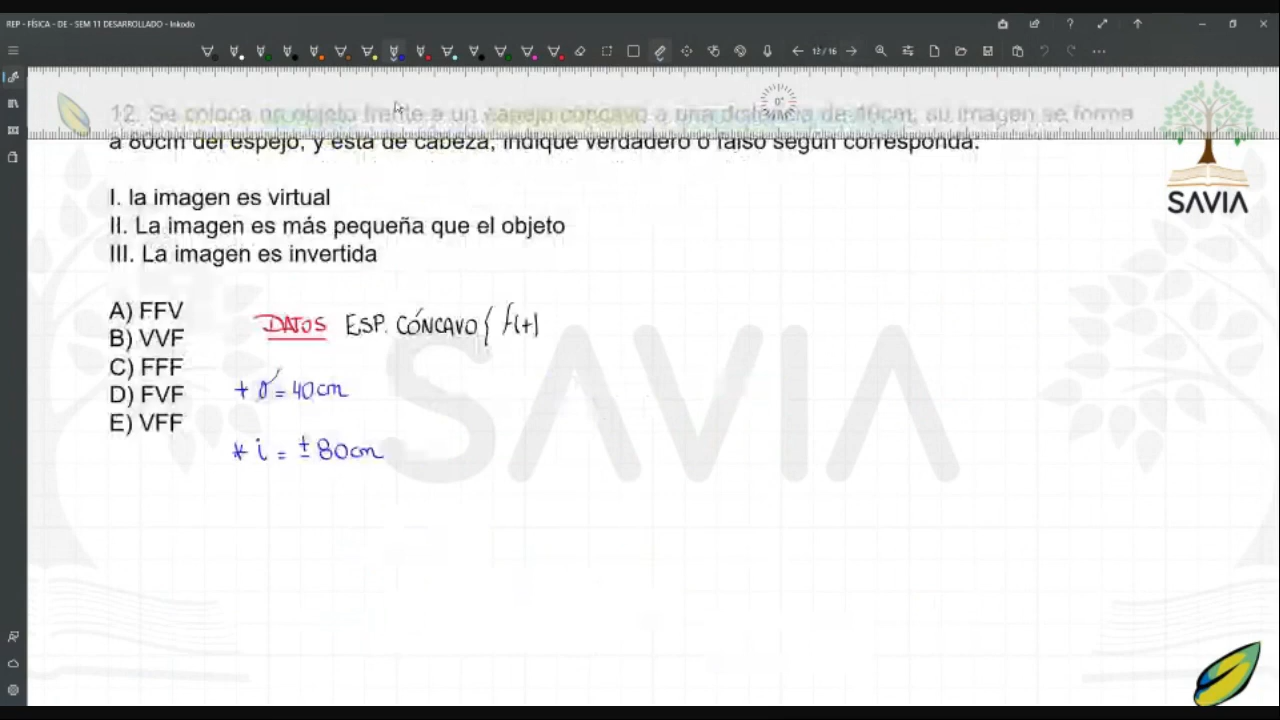 REP - FÍSICA - DE - SEM 11 DESARROLLADO - Inkodo
13 / 16
0°
12. Se coloca un objeto frente a un espejo cóncavo a una distancia de 40cm, su imagen se forma
a 80cm del espejo, y está de cabeza, indique verdadero o falso según corresponda:
I. la imagen es virtual
II. La imagen es más pequeña que el objeto
III. La imagen es invertida
A) FFV
B) VVF
C) FFF
D) FVF
E) VFF
DATOS ESP. CÓNCAVO { f(+)
+ σ = 40cm
* i = ± 80cm
SAVIA
SAVIA